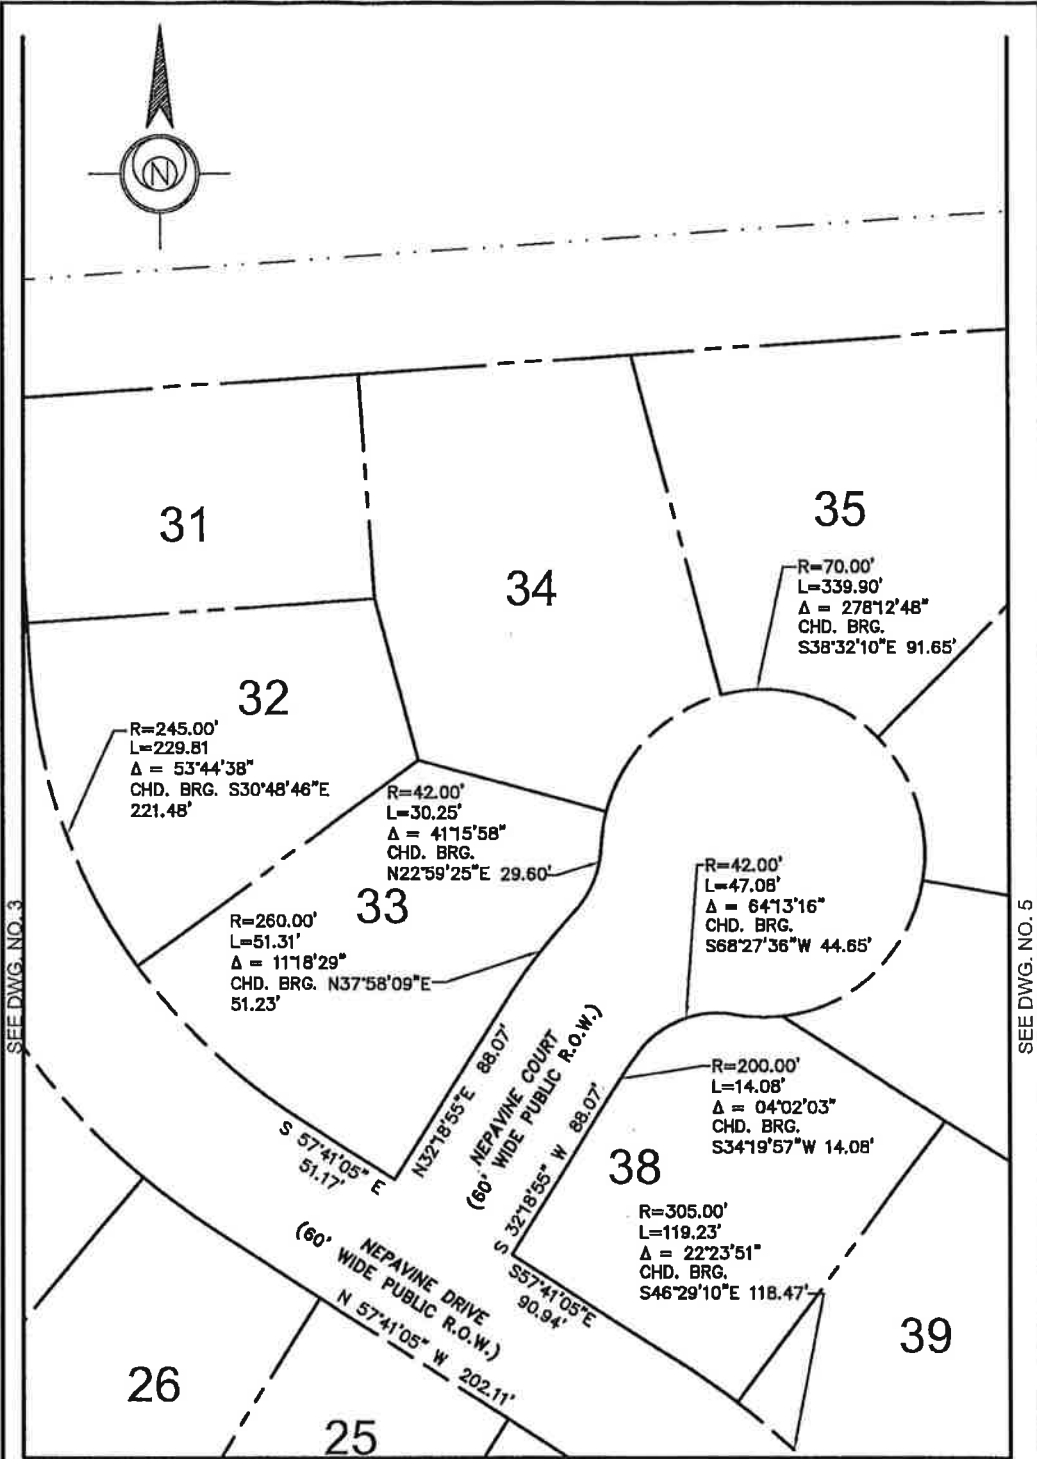 N
31
34
35
R=70.00'
L=339.90'
Δ = 278°12'48"
CHD. BRG.
S38°32'10"E 91.65'
32
R=245.00'
L=229.81
Δ = 53°44'38"
CHD. BRG. S30°48'46"E
221.48'
R=42.00'
L=30.25'
Δ = 41°15'58"
CHD. BRG.
N22°59'25"E 29.60'
33
R=260.00'
L=51.31'
Δ = 11°18'29"
CHD. BRG. N37°58'09"E
51.23'
R=42.00'
L=47.08'
Δ = 64°13'16"
CHD. BRG.
S68°27'36"W 44.65'
SEE DWG. NO. 3
SEE DWG. NO. 5
N32°18'55"E 88.07'
NEPAVINE COURT
(60' WIDE PUBLIC R.O.W.)
S 32°18'55" W 88.07'
R=200.00'
L=14.08'
Δ = 04°02'03"
CHD. BRG.
S34°19'57"W 14.08'
S 57°41'05" E
51.17'
38
R=305.00'
L=119.23'
Δ = 22°23'51"
CHD. BRG.
S46°29'10"E 118.47'
NEPAVINE DRIVE
(60' WIDE PUBLIC R.O.W.)
N 57°41'05" W 202.11'
S57°41'05"E
90.94'
39
26
25